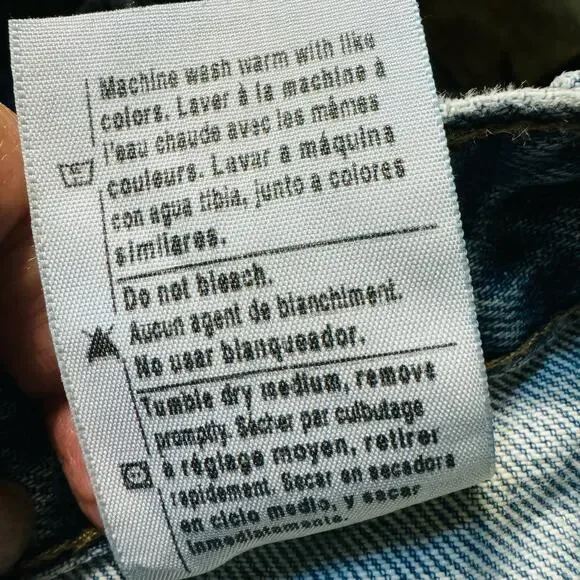 Machine wash warm with like
colors. Laver à la machine à
l'eau chaude avec les mêmes
couleurs. Lavar a máquina
con agua tibia, junto a colores
similares.
Do not bleach.
Aucun agent de blanchiment.
No usar blanqueador.
Tumble dry medium, remove
promptly. Sécher par culbutage
à réglage moyen, retirer
rapidement. Secar en secadora
en ciclo medio, y secar
inmediatamente.